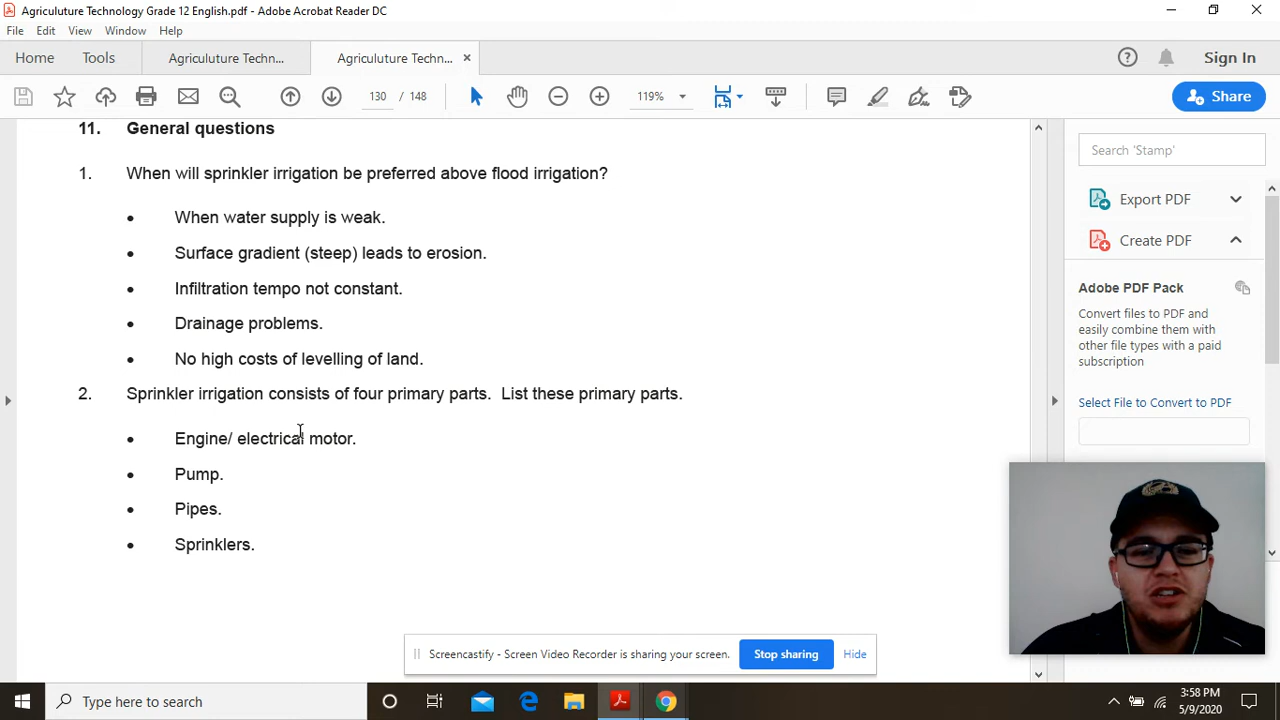 Agriculuture Technology Grade 12 English.pdf - Adobe Acrobat Reader DC
File Edit View Window Help
Home Tools Agriculuture Techn... Agriculuture Techn... × Sign In
130 / 148 119% Share
11. General questions
1. When will sprinkler irrigation be preferred above flood irrigation?
• When water supply is weak.
• Surface gradient (steep) leads to erosion.
• Infiltration tempo not constant.
• Drainage problems.
• No high costs of levelling of land.
2. Sprinkler irrigation consists of four primary parts. List these primary parts.
• Engine/ electrical motor.
• Pump.
• Pipes.
• Sprinklers.
Search 'Stamp'
Export PDF
Create PDF
Adobe PDF Pack
Convert files to PDF and
easily combine them with
other file types with a paid
subscription
Select File to Convert to PDF
Screencastify - Screen Video Recorder is sharing your screen. Stop sharing Hide
Type here to search
3:58 PM
5/9/2020